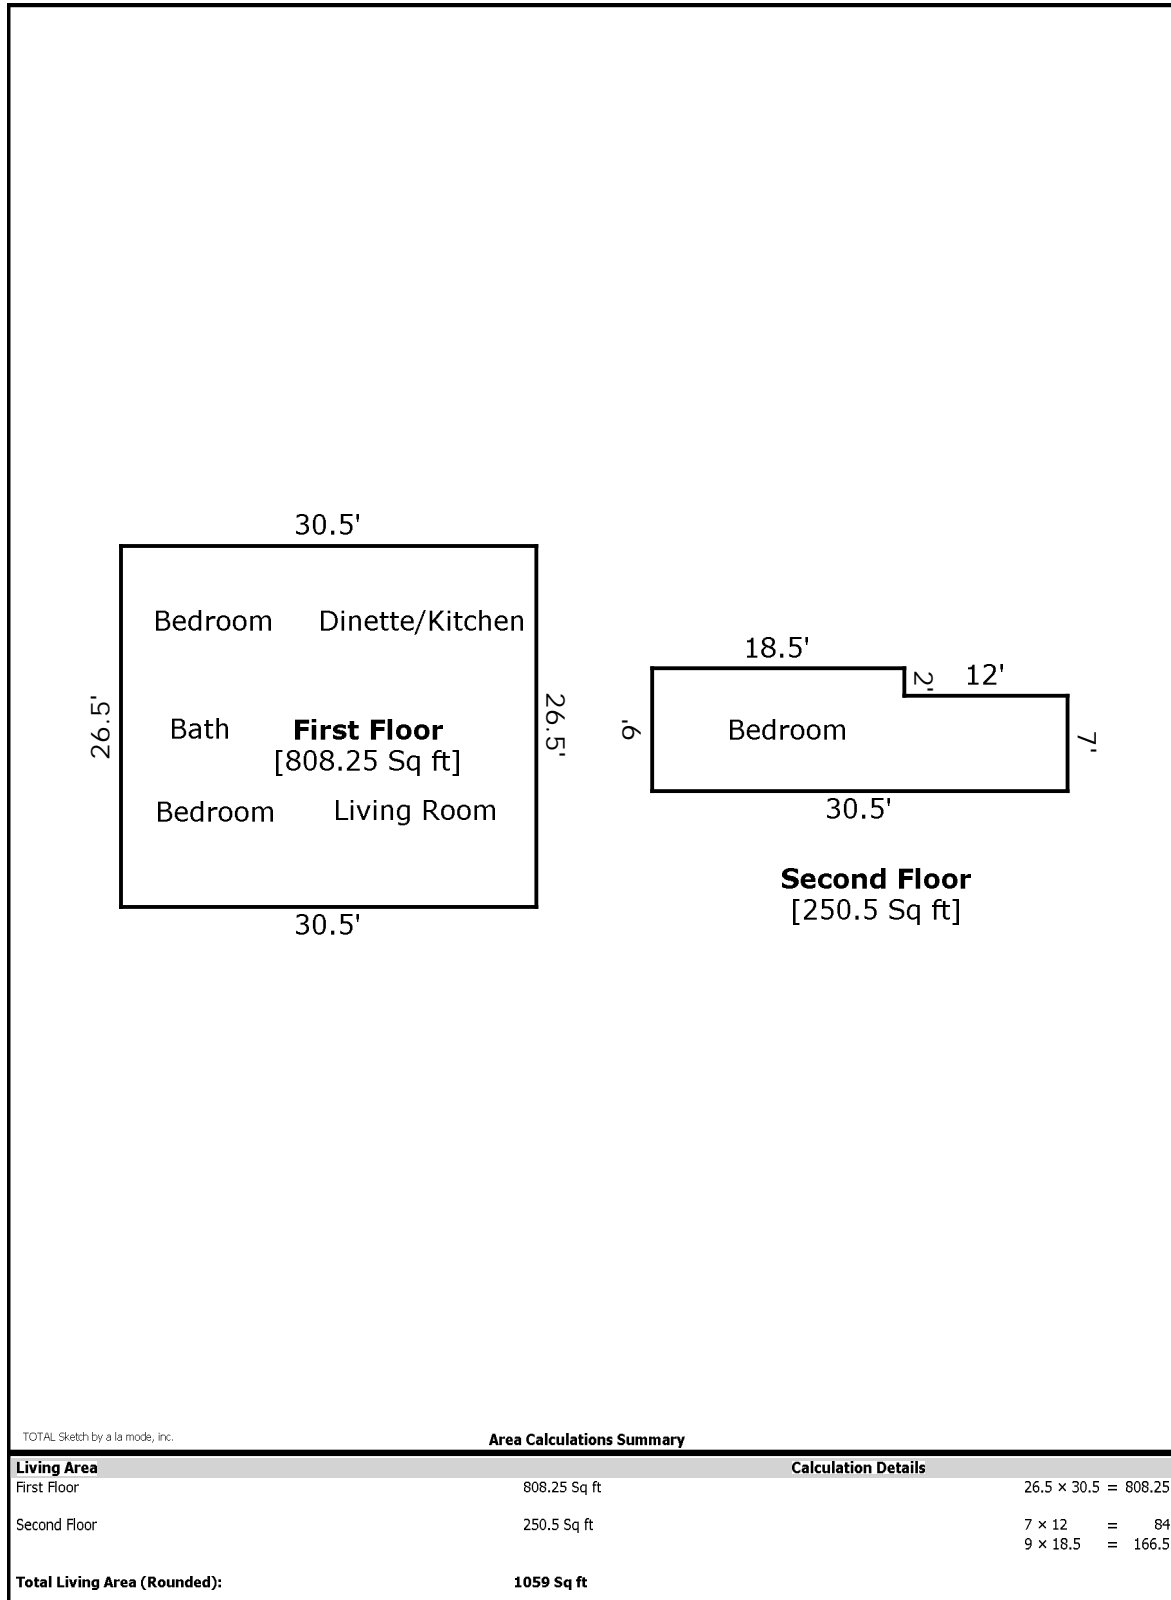 30.5'
Bedroom Dinette/Kitchen
26.5'
Bath
First Floor
[808.25 Sq ft]
26.5'
Bedroom Living Room
30.5'
18.5'
2'
12'
9'
Bedroom
7'
30.5'
Second Floor
[250.5 Sq ft]
TOTAL Sketch by a la mode, inc.
Area Calculations Summary
Living Area Calculation Details
First Floor 808.25 Sq ft 26.5 × 30.5 = 808.25
Second Floor 250.5 Sq ft 7 × 12 = 84
9 × 18.5 = 166.5
Total Living Area (Rounded): 1059 Sq ft